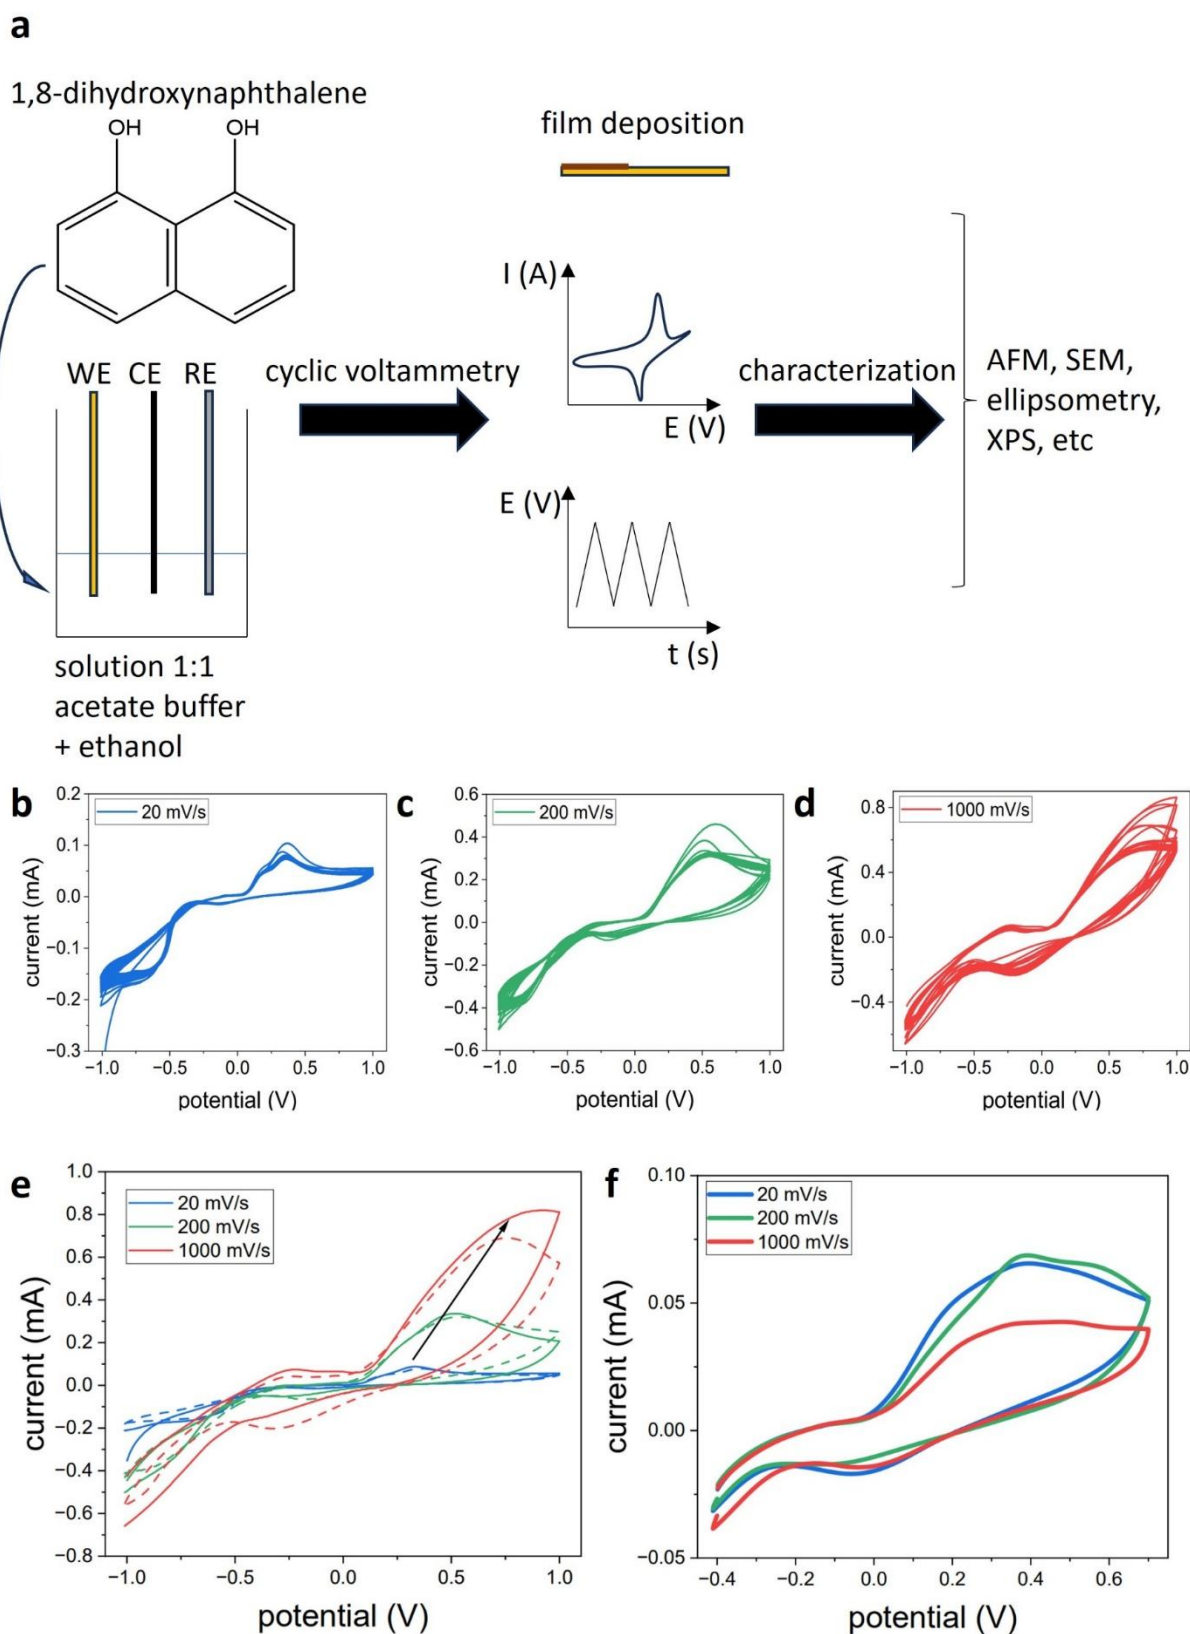 a
1,8-dihydroxynaphthalene
OH OH
film deposition
I (A)
E (V)
WE CE RE
cyclic voltammetry
characterization
AFM, SEM,
ellipsometry,
XPS, etc
E (V)
t (s)
solution 1:1
acetate buffer
+ ethanol
b
20 mV/s
0.2
0.1
0.0
−0.1
−0.2
−0.3
current (mA)
−1.0 −0.5 0.0 0.5 1.0
potential (V)
c
200 mV/s
0.6
0.4
0.2
0.0
−0.2
−0.4
−0.6
current (mA)
−1.0 −0.5 0.0 0.5 1.0
potential (V)
d
1000 mV/s
0.8
0.4
0.0
−0.4
current (mA)
−1.0 −0.5 0.0 0.5 1.0
potential (V)
e
20 mV/s
200 mV/s
1000 mV/s
1.0
0.8
0.6
0.4
0.2
0.0
−0.2
−0.4
−0.6
−0.8
current (mA)
−1.0 −0.5 0.0 0.5 1.0
potential (V)
f
20 mV/s
200 mV/s
1000 mV/s
0.10
0.05
0.00
−0.05
current (mA)
−0.4 −0.2 0.0 0.2 0.4 0.6
potential (V)